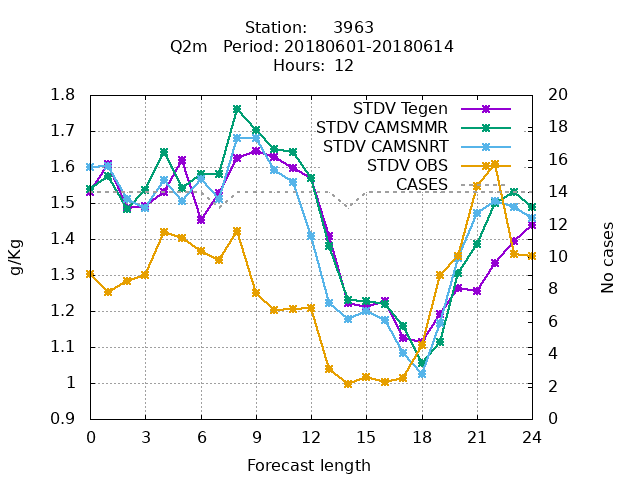 Station: 3963
Q2m Period: 20180601-20180614
Hours: 12
1.8 20
STDV Tegen
1.7 18
STDV CAMSMMR
STDV CAMSNRT
1.6 16
STDV OBS
CASES
1.5 14
1.4 12
g/Kg
No cases
1.3 10
1.2 8
6
1.1 4
1 2
0.9 0
0 3 6 9 12 15 18 21 24
Forecast length